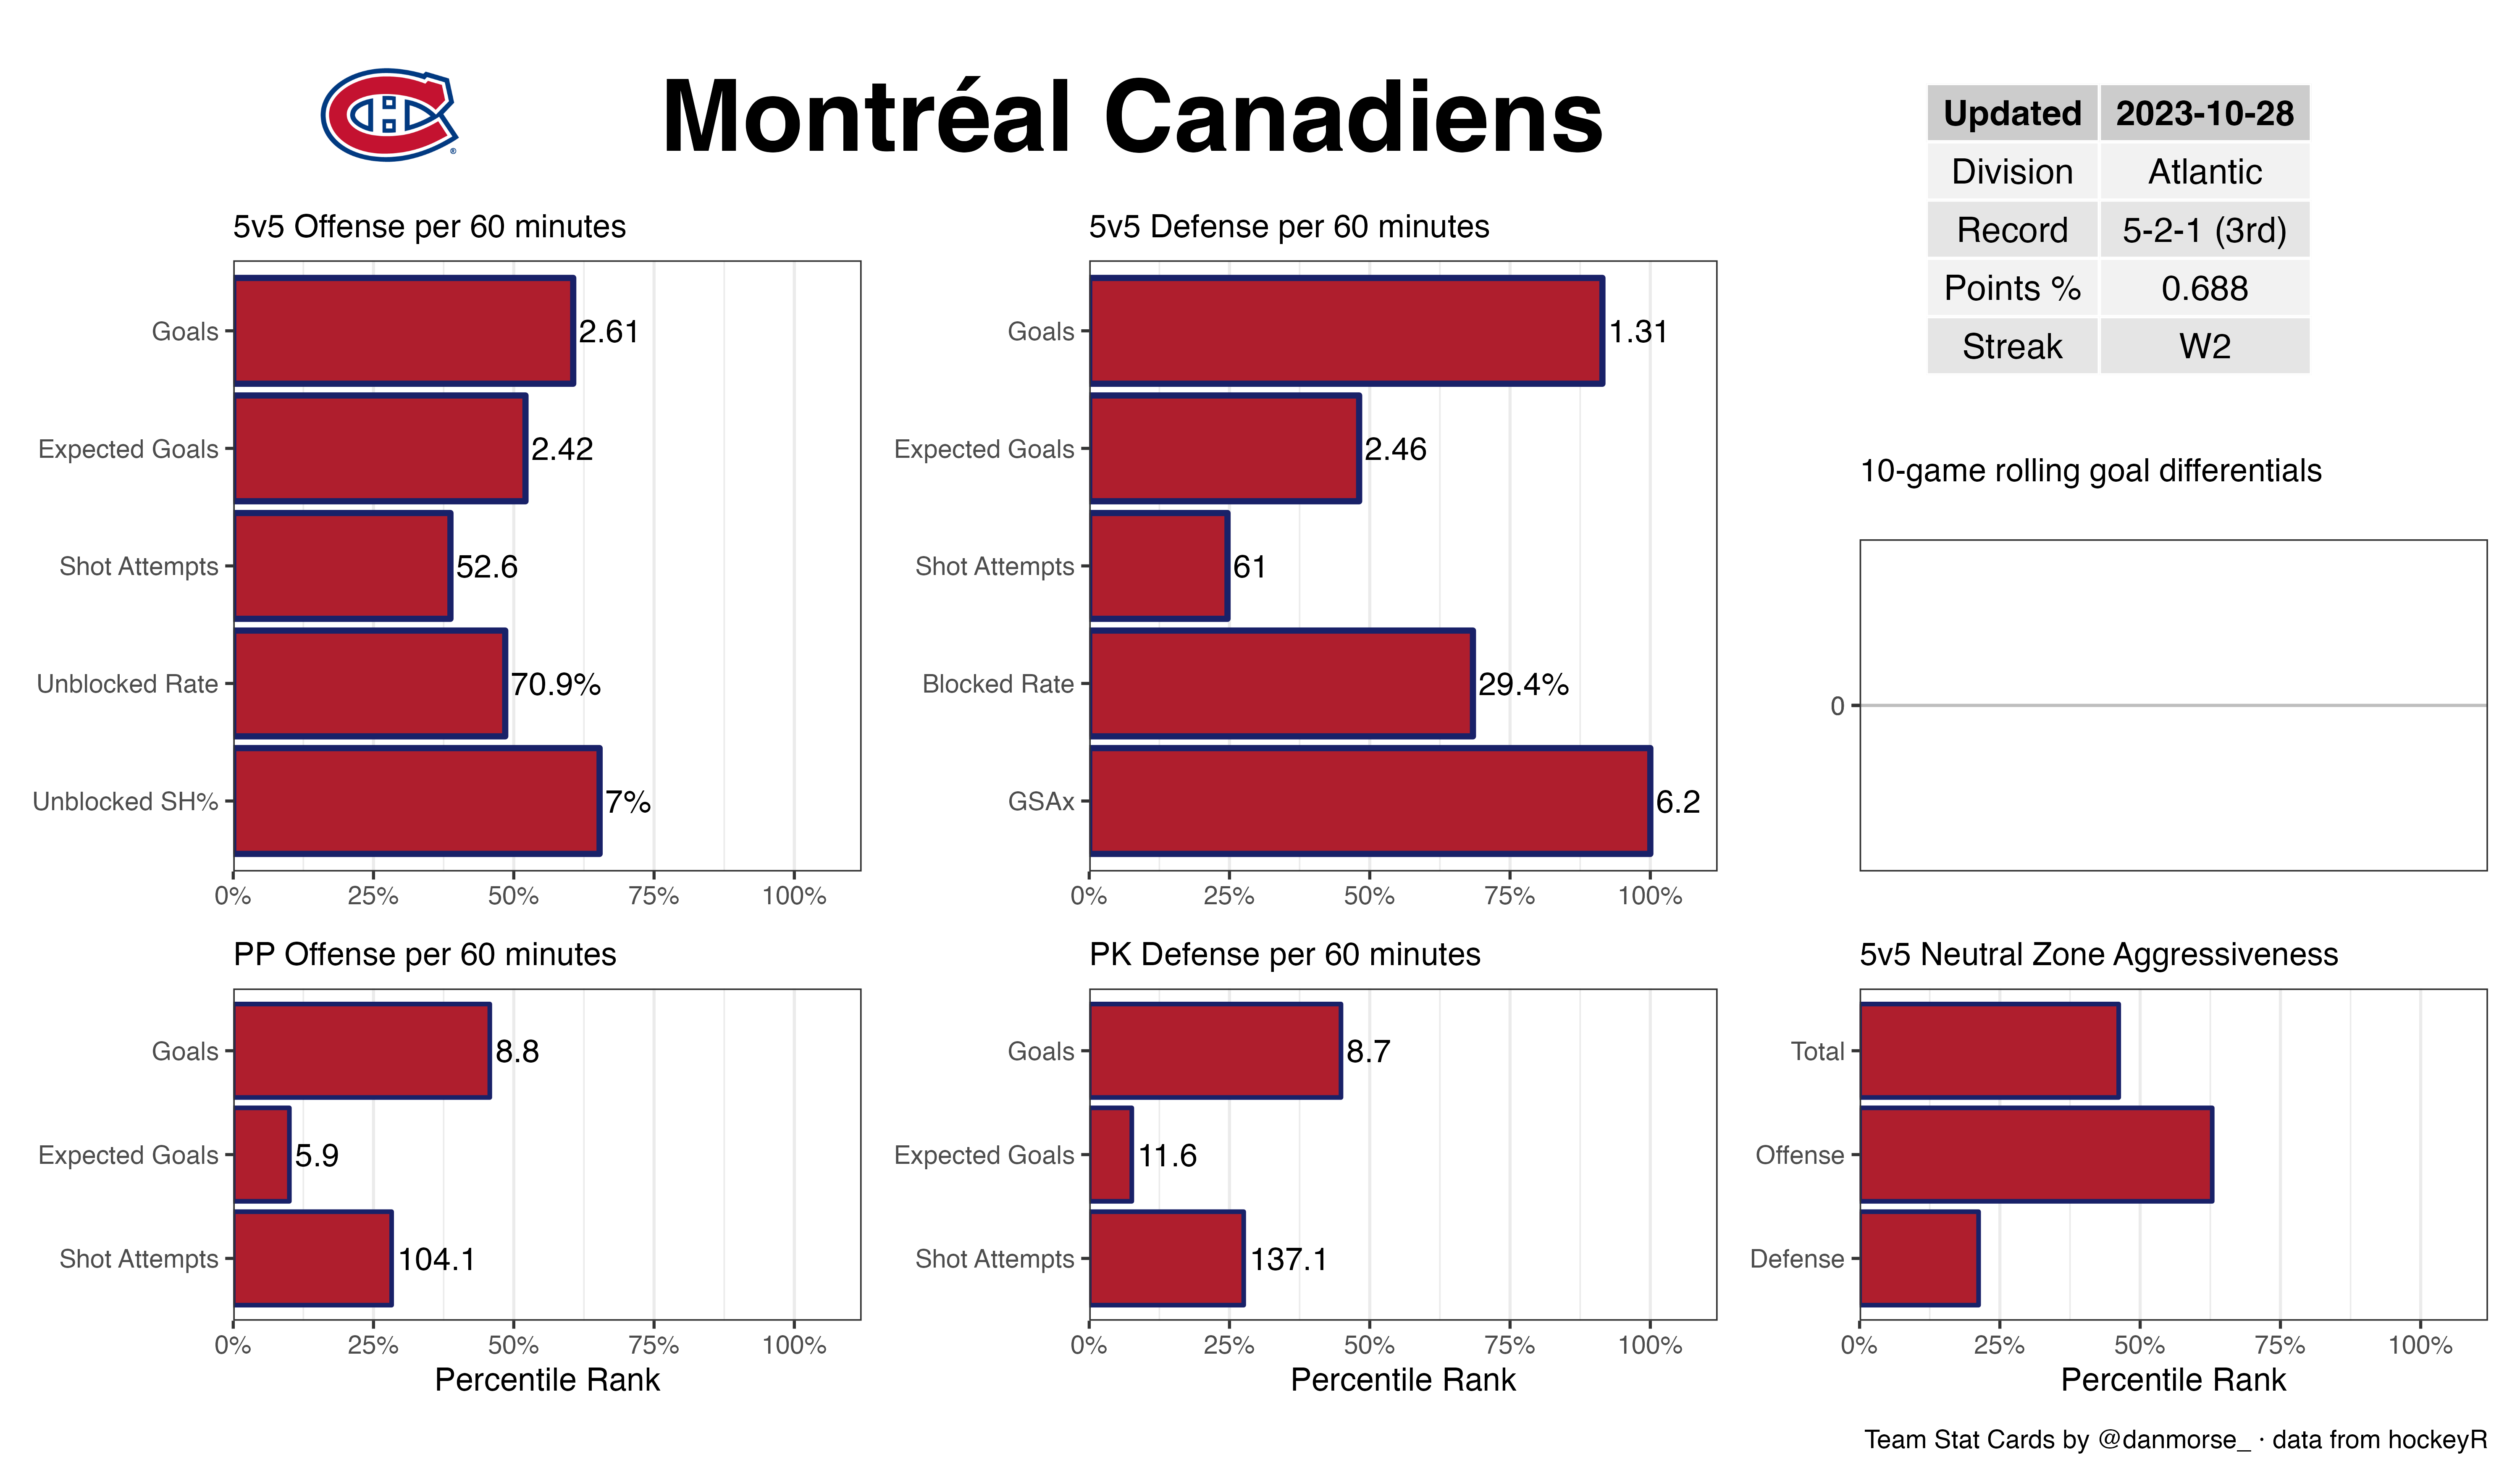 Montréal Canadiens
Updated 2023-10-28
Division Atlantic
Record 5-2-1 (3rd)
Points % 0.688
Streak W2
5v5 Offense per 60 minutes
Goals 2.61
Expected Goals 2.42
Shot Attempts 52.6
Unblocked Rate 70.9%
Unblocked SH% 7%
0% 25% 50% 75% 100%
5v5 Defense per 60 minutes
Goals 1.31
Expected Goals 2.46
Shot Attempts 61
Blocked Rate 29.4%
GSAx 6.2
0% 25% 50% 75% 100%
10-game rolling goal differentials
0
PP Offense per 60 minutes
Goals 8.8
Expected Goals 5.9
Shot Attempts 104.1
0% 25% 50% 75% 100%
Percentile Rank
PK Defense per 60 minutes
Goals 8.7
Expected Goals 11.6
Shot Attempts 137.1
0% 25% 50% 75% 100%
Percentile Rank
5v5 Neutral Zone Aggressiveness
Total
Offense
Defense
0% 25% 50% 75% 100%
Percentile Rank
Team Stat Cards by @danmorse_ · data from hockeyR